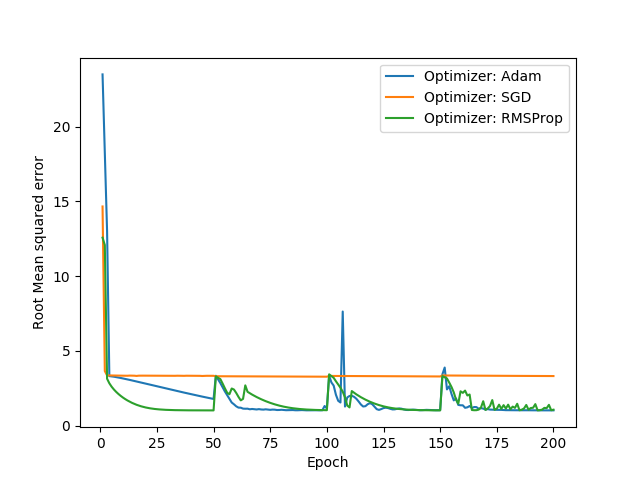 Optimizer: Adam
Optimizer: SGD
Optimizer: RMSProp
Root Mean squared error
20
15
10
5
0
0 25 50 75 100 125 150 175 200
Epoch